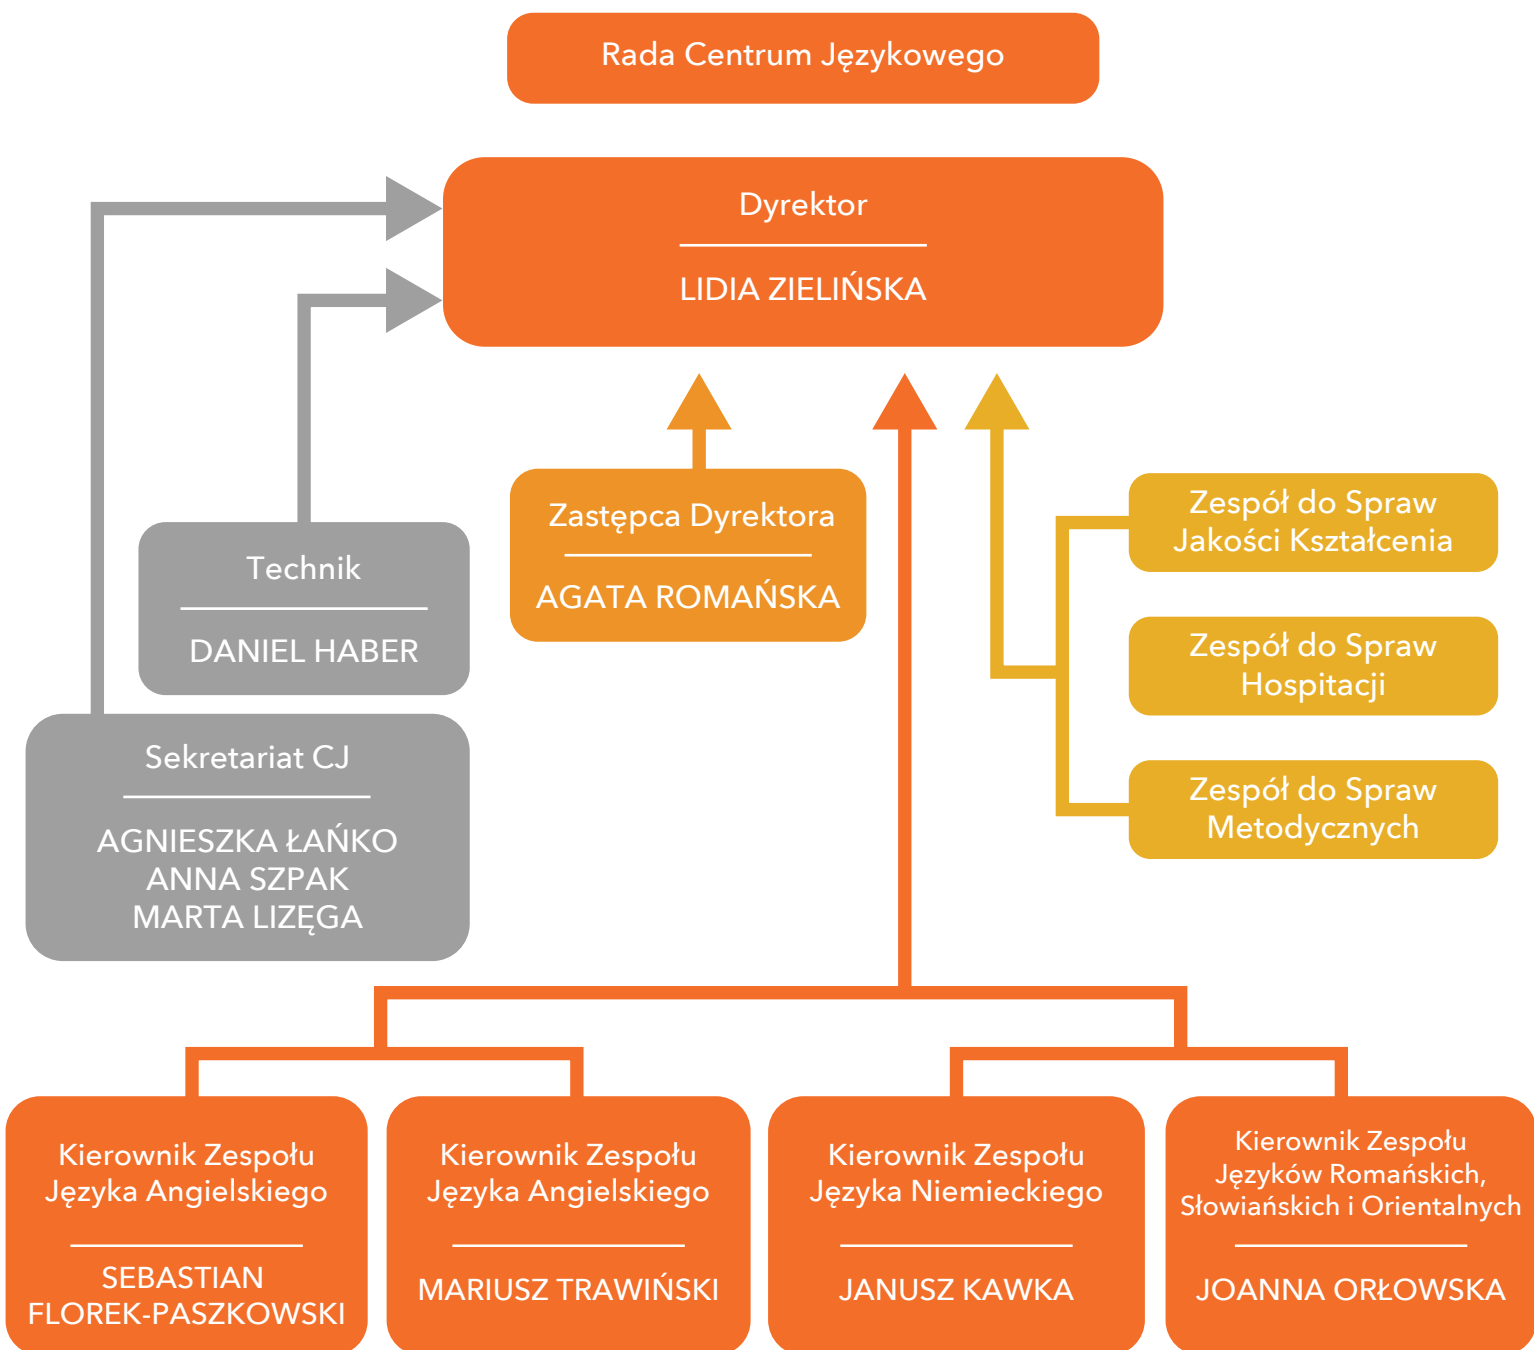 Rada Centrum Językowego
Dyrektor
LIDIA ZIELIŃSKA
Zastępca Dyrektora
AGATA ROMAŃSKA
Zespół do Spraw
Jakości Kształcenia
Zespół do Spraw
Hospitacji
Zespół do Spraw
Metodycznych
Technik
DANIEL HABER
Sekretariat CJ
AGNIESZKA ŁAŃKO
ANNA SZPAK
MARTA LIZĘGA
Kierownik Zespołu
Języka Angielskiego
SEBASTIAN
FLOREK-PASZKOWSKI
Kierownik Zespołu
Języka Angielskiego
MARIUSZ TRAWIŃSKI
Kierownik Zespołu
Języka Niemieckiego
JANUSZ KAWKA
Kierownik Zespołu
Języków Romańskich,
Słowiańskich i Orientalnych
JOANNA ORŁOWSKA